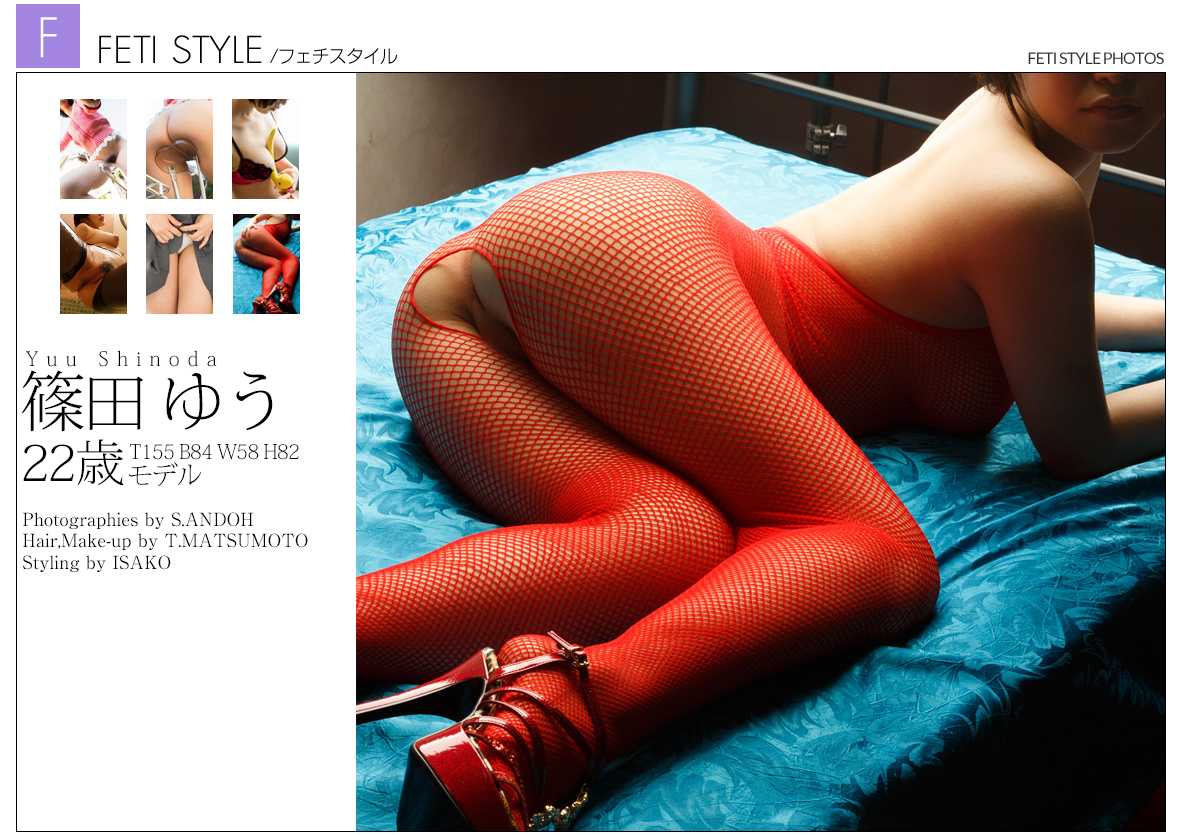 F
FETI STYLE /フェチスタイル
FETI STYLE PHOTOS
Yuu Shinoda
篠田 ゆう
22歳 T155 B84 W58 H82
モデル
Photographies by S.ANDOH
Hair,Make-up by T.MATSUMOTO
Styling by ISAKO